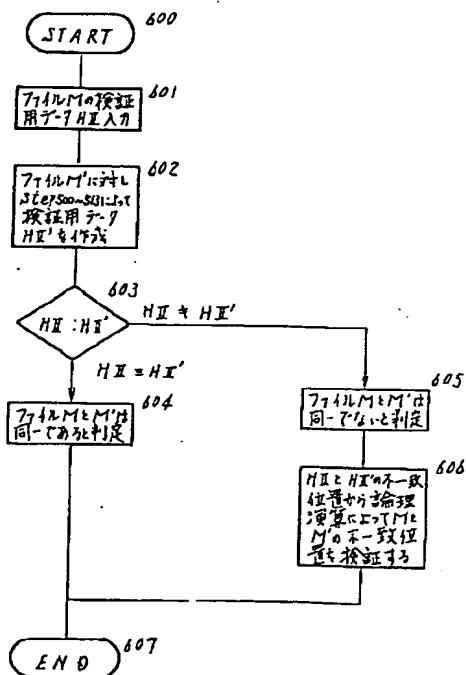 600
START
601
ファイルMの検証
用データHⅡ入力
602
ファイルM'に対し
Step500~513によって
検証用データ
HⅡ'を作成
603
HⅡ:HⅡ'
HⅡ≠HⅡ'
HⅡ=HⅡ'
604
ファイルMとM'は
同一であると判定
605
ファイルMとM'は
同一でないと判定
606
HⅡとHⅡ'の不一致
位置から論理
演算によってMと
M'の不一致位
置を検証する
END
607